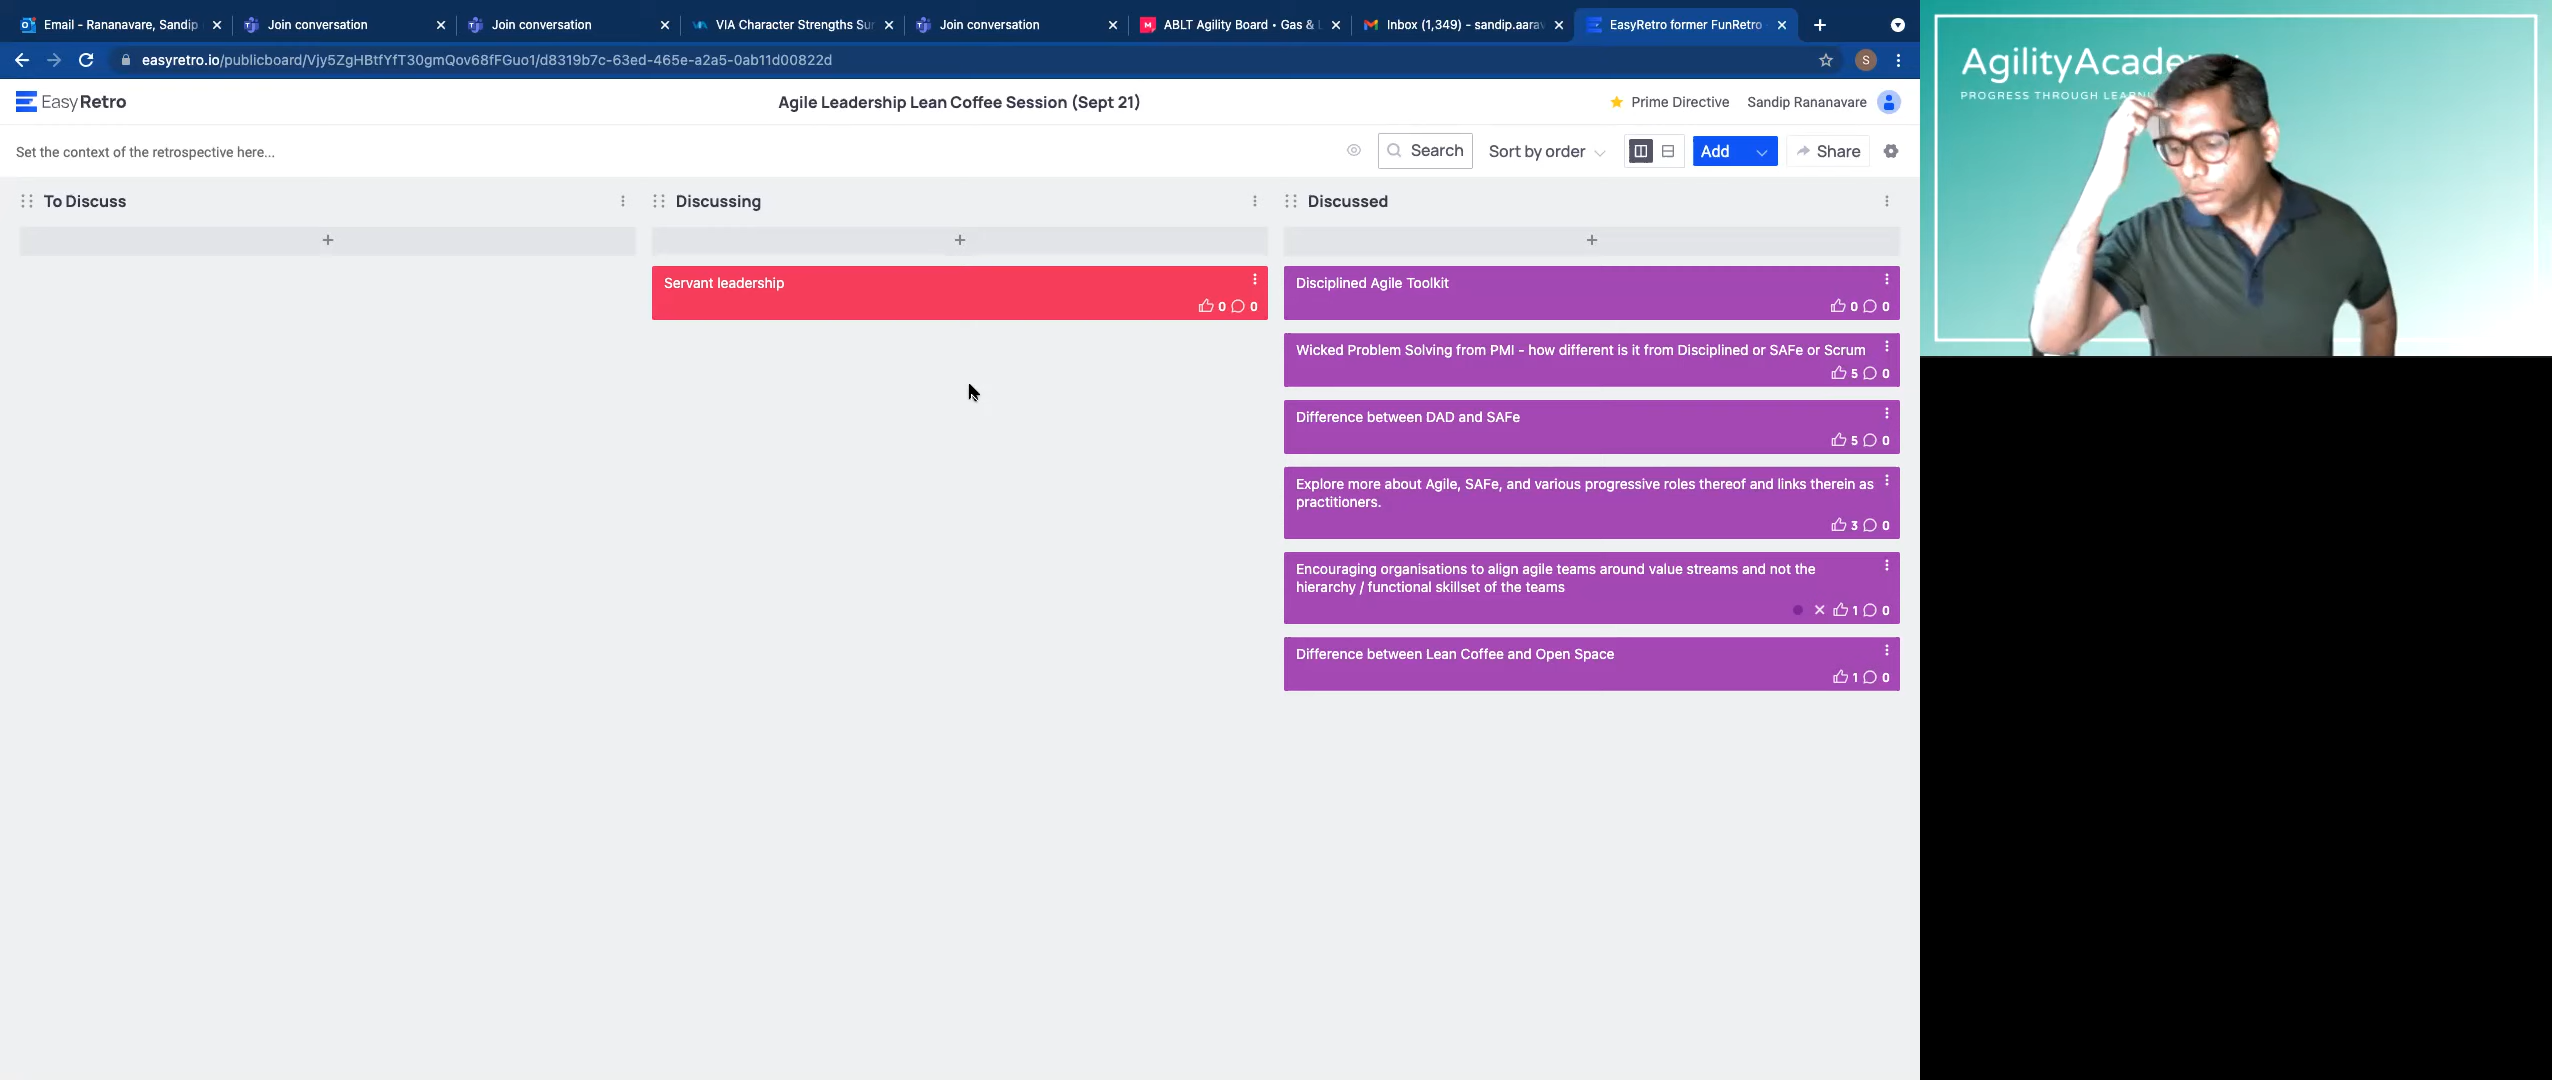 Email - Rananavare, Sandip
Join conversation
Join conversation
VIA Character Strengths Sur
Join conversation
ABLT Agility Board • Gas &
Inbox (1,349) - sandip.aarav
EasyRetro former FunRetro
easyretro.io/publicboard/Vjy5ZgHBtfYfT30gmQov68fFGuo1/d8319b7c-63ed-465e-a2a5-0ab11d00822d
S
EasyRetro
Agile Leadership Lean Coffee Session (Sept 21)
Prime Directive
Sandip Rananavare
Set the context of the retrospective here...
Search
Sort by order
Add
Share
To Discuss
Discussing
Servant leadership
0 0
Discussed
Disciplined Agile Toolkit
0 0
Wicked Problem Solving from PMI - how different is it from Disciplined or SAFe or Scrum
5 0
Difference between DAD and SAFe
5 0
Explore more about Agile, SAFe, and various progressive roles thereof and links therein as
practitioners.
3 0
Encouraging organisations to align agile teams around value streams and not the
hierarchy / functional skillset of the teams
1 0
Difference between Lean Coffee and Open Space
1 0
AgilityAcade
PROGRESS THROUGH LEARN